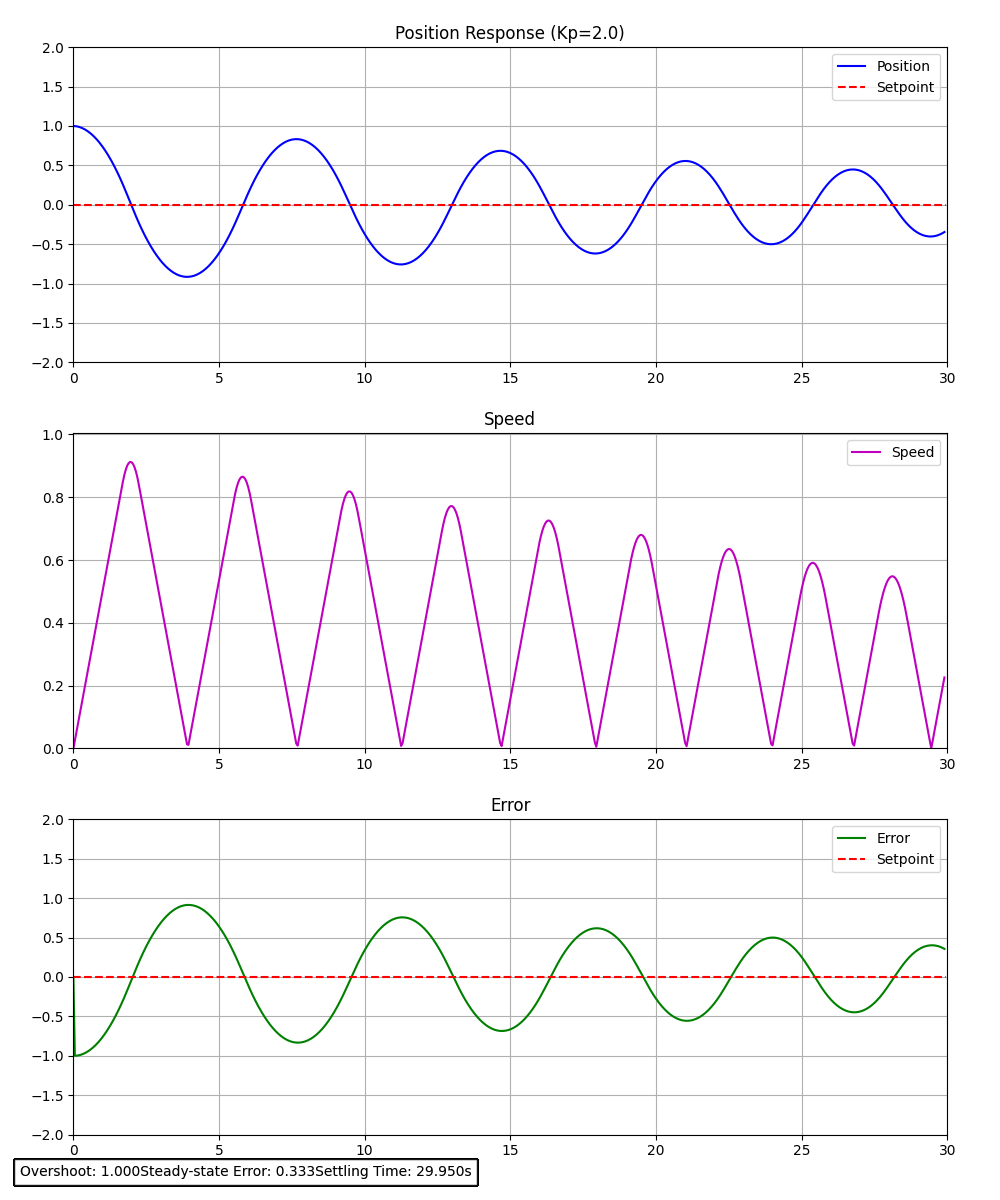 Position Response (Kp=2.0)
2.0
1.5
1.0
0.5
0.0
−0.5
−1.0
−1.5
−2.0
Position
Setpoint
0 5 10 15 20 25 30
Speed
1.0
0.8
0.6
0.4
0.2
0.0
Speed
0 5 10 15 20 25 30
Error
2.0
1.5
1.0
0.5
0.0
−0.5
−1.0
−1.5
−2.0
Error
Setpoint
0 5 10 15 20 25 30
Overshoot: 1.000Steady-state Error: 0.333Settling Time: 29.950s